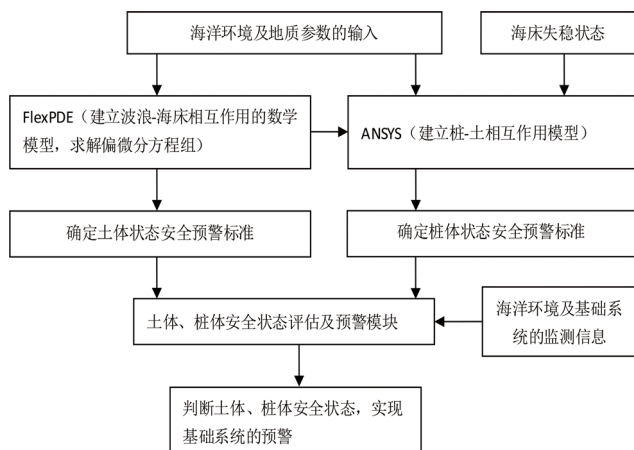 海洋环境及地质参数的输入
海床失稳状态
FlexPDE（建立波浪-海床相互作用的数学
模型，求解偏微分方程组）
ANSYS（建立桩-土相互作用模型）
确定土体状态安全预警标准
确定桩体状态安全预警标准
土体、桩体安全状态评估及预警模块
海洋环境及基础系
统的监测信息
判断土体、桩体安全状态，实现
基础系统的预警